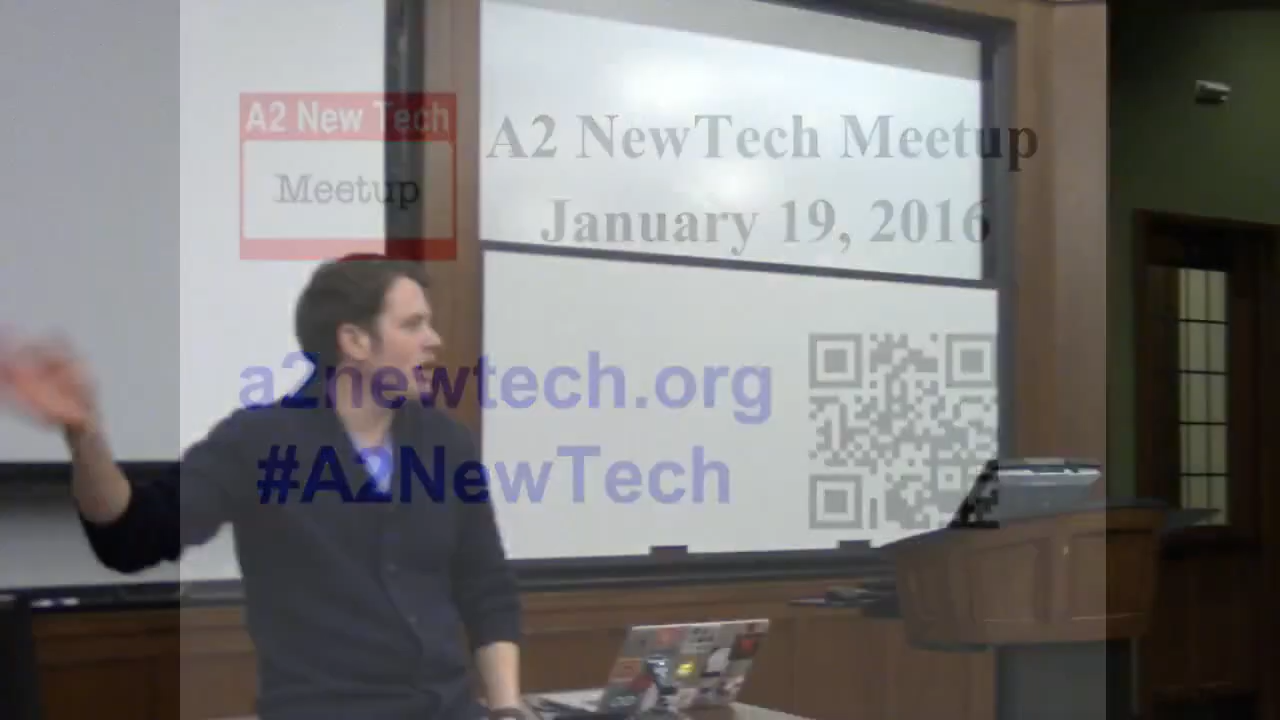 A2 New Tech
Meetup
A2 NewTech Meetup
January 19, 2016
a2newtech.org
#A2NewTech